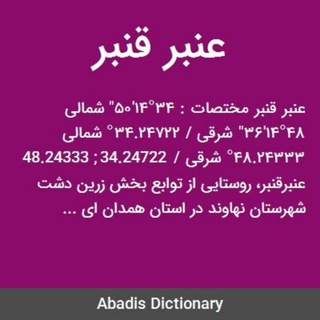 عنبر قنبر
عنبر قنبر مختصات : ۳۴°۱۴′۵۰″ شمالی
۴۸°۱۴′۳۶″ شرقی / ۳۴.۲۴۷۲۲° شمالی
۴۸.۲۴۳۳۳° شرقی / 34.24722 ; 48.24333
عنبرقنبر، روستایی از توابع بخش زرین دشت
شهرستان نهاوند در استان همدان ای ...
Abadis Dictionary